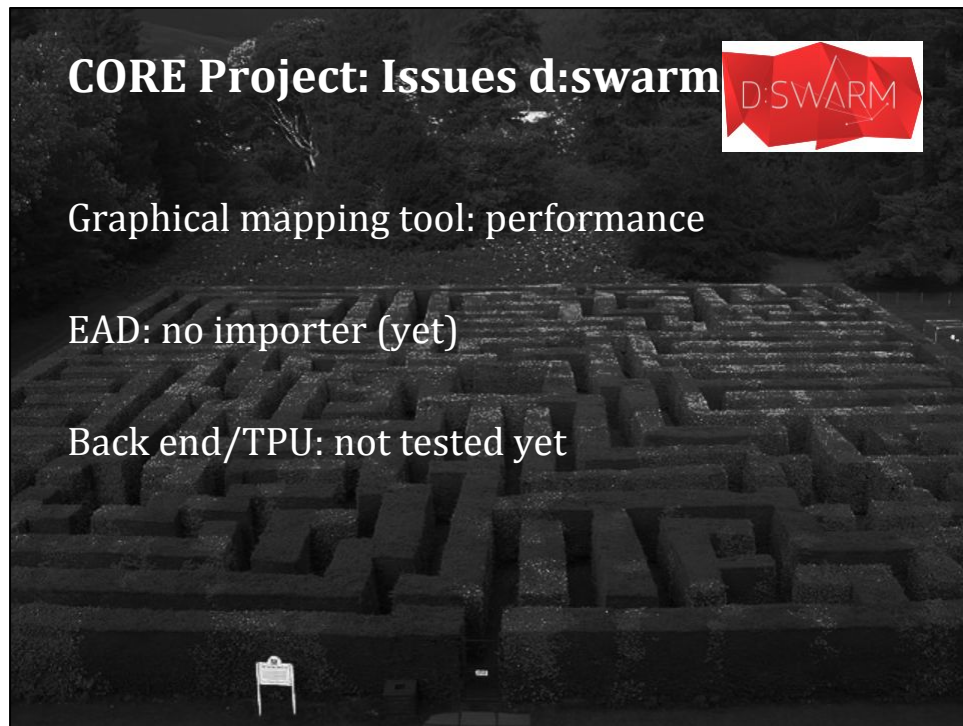 CORE Project: Issues d:swarm
D:SWARM
Graphical mapping tool: performance
EAD: no importer (yet)
Back end/TPU: not tested yet